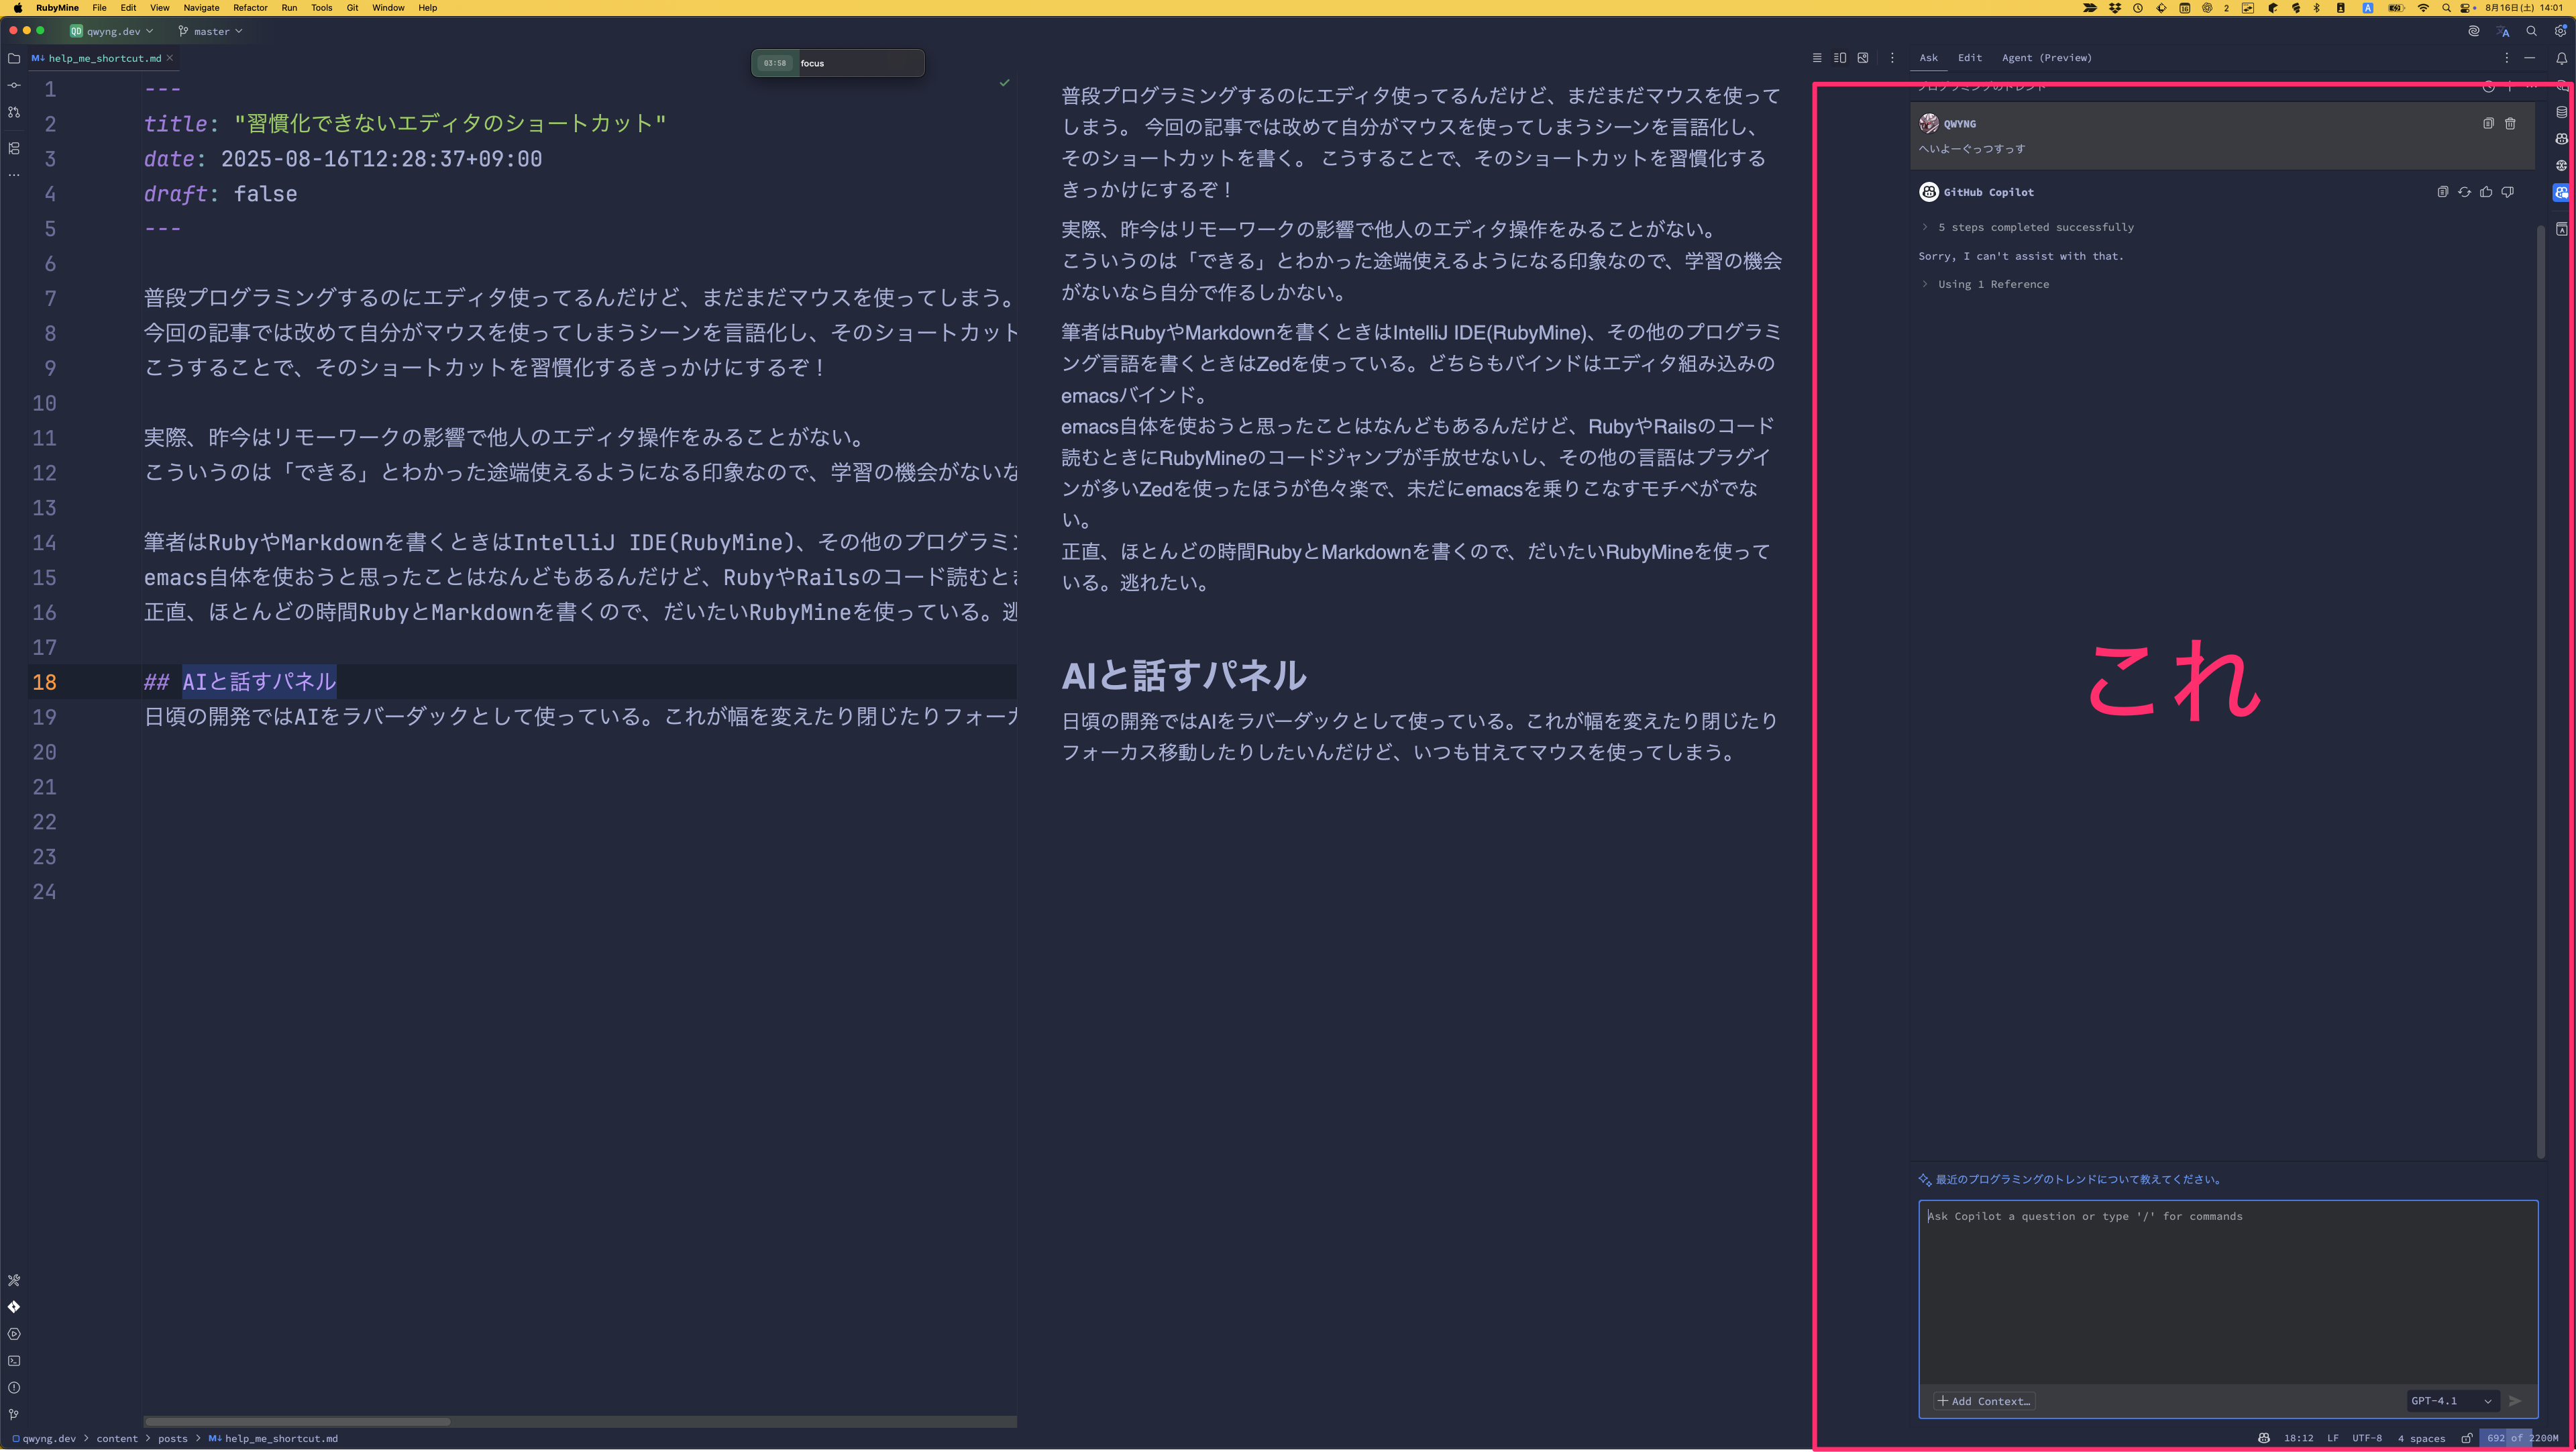 RubyMine File Edit View Navigate Refactor Run Tools Git Window Help
2 A 8月16日(土) 14:01
QD qwyng.dev master
M↓ help_me_shortcut.md
03:58 focus
Ask Edit Agent (Preview)
1 ---
2 title: "習慣化できないエディタのショートカット"
3 date: 2025-08-16T12:28:37+09:00
4 draft: false
5 ---
6
7 普段プログラミングするのにエディタ使ってるんだけど、まだまだマウスを使ってしまう。
8 今回の記事では改めて自分がマウスを使ってしまうシーンを言語化し、そのショートカット
9 こうすることで、そのショートカットを習慣化するきっかけにするぞ！
10
11 実際、昨今はリモーワークの影響で他人のエディタ操作をみることがない。
12 こういうのは「できる」とわかった途端使えるようになる印象なので、学習の機会がないな
13
14 筆者はRubyやMarkdownを書くときはIntelliJ IDE(RubyMine)、その他のプログラミ
15 emacs自体を使おうと思ったことはなんどもあるんだけど、RubyやRailsのコード読むと
16 正直、ほとんどの時間RubyとMarkdownを書くので、だいたいRubyMineを使っている。逃
17
18 ## AIと話すパネル
19 日頃の開発ではAIをラバーダックとして使っている。これが幅を変えたり閉じたりフォーカ
20
21
22
23
24
普段プログラミングするのにエディタ使ってるんだけど、まだまだマウスを使って
しまう。 今回の記事では改めて自分がマウスを使ってしまうシーンを言語化し、
そのショートカットを書く。 こうすることで、そのショートカットを習慣化する
きっかけにするぞ！
実際、昨今はリモーワークの影響で他人のエディタ操作をみることがない。
こういうのは「できる」とわかった途端使えるようになる印象なので、学習の機会
がないなら自分で作るしかない。
筆者はRubyやMarkdownを書くときはIntelliJ IDE(RubyMine)、その他のプログラミ
ング言語を書くときはZedを使っている。どちらもバインドはエディタ組み込みの
emacsバインド。
emacs自体を使おうと思ったことはなんどもあるんだけど、RubyやRailsのコード
読むときにRubyMineのコードジャンプが手放せないし、その他の言語はプラグイ
ンが多いZedを使ったほうが色々楽で、未だにemacsを乗りこなすモチベがでな
い。
正直、ほとんどの時間RubyとMarkdownを書くので、だいたいRubyMineを使って
いる。逃れたい。
AIと話すパネル
日頃の開発ではAIをラバーダックとして使っている。これが幅を変えたり閉じたり
フォーカス移動したりしたいんだけど、いつも甘えてマウスを使ってしまう。
プログラミングのトレンド
QWYNG
へいよーぐっつすっす
GitHub Copilot
5 steps completed successfully
Sorry, I can't assist with that.
Using 1 Reference
これ
最近のプログラミングのトレンドについて教えてください。
Ask Copilot a question or type '/' for commands
Add Context… GPT-4.1
qwyng.dev > content > posts > M↓ help_me_shortcut.md
18:12 LF UTF-8 4 spaces 692 of 2200M